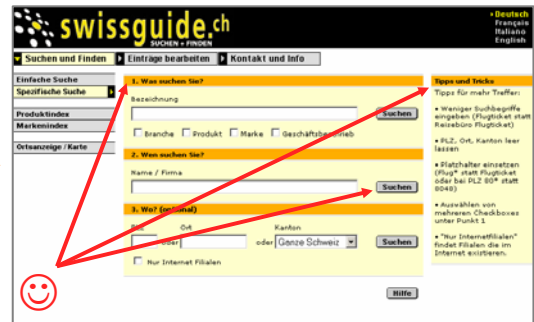 swissguide.ch
SUCHEN + FINDEN
Deutsch
Français
Italiano
English
Suchen und Finden
Einträge bearbeiten
Kontakt und Info
Einfache Suche
Spezifische Suche
Produktindex
Markenindex
Ortsanzeige / Karte
1. Was suchen Sie?
Bezeichnung
Suchen
Branche Produkt Marke Geschäftsbetrieb
2. Wen suchen Sie?
Name / Firma
Suchen
3. Wo? (optional)
PLZ Ort Kanton
oder oder Ganze Schweiz Suchen
Nur Internet Filialen
Hilfe
Tipps und Tricks
Tipps für mehr Treffer:
• Weniger Suchbegriffe
eingeben (Flugticket statt
Reisebüro Flugticket)
• PLZ, Ort, Kanton leer
lassen
• Platzhalter einsetzen
(Flug* statt Flugticket
oder bei PLZ 80* statt
8048)
• Auswählen von
mehreren Checkboxes
unter Punkt 1
• "Nur Internetfilialen"
findet Filialen die im
Internet existieren.